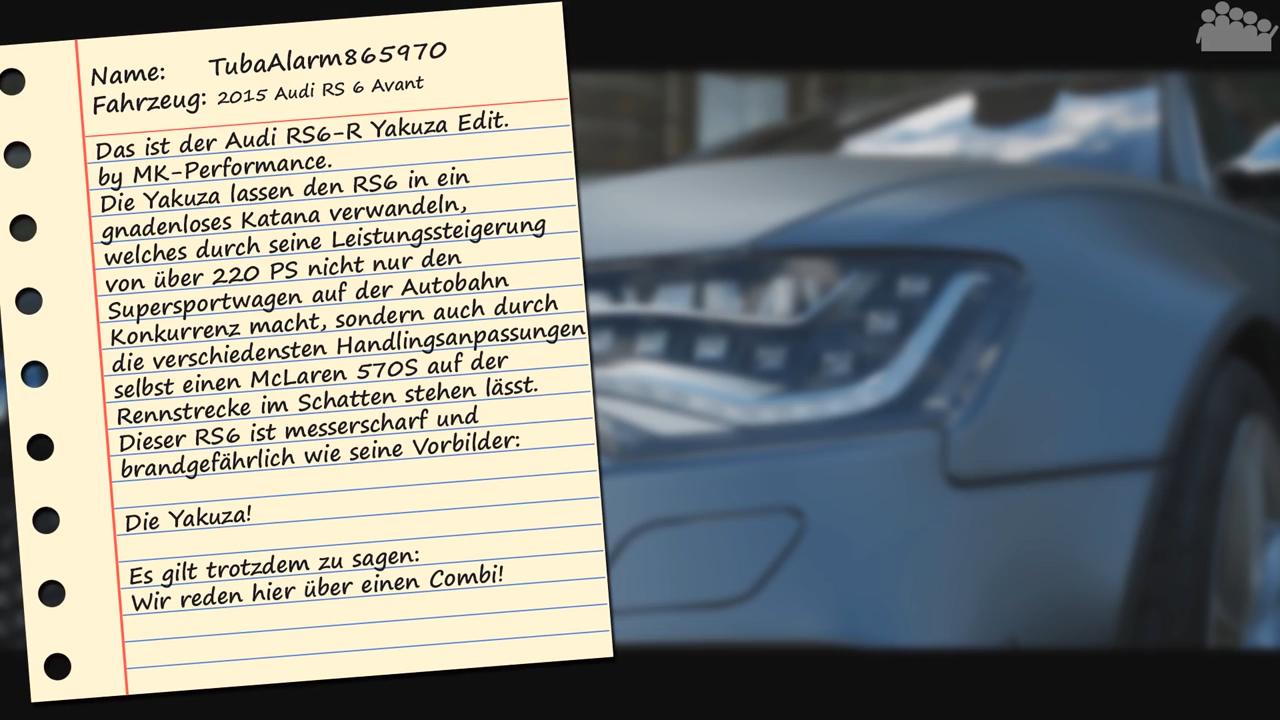 Name: TubaAlarm865970
Fahrzeug: 2015 Audi RS 6 Avant
Das ist der Audi RS6-R Yakuza Edit.
by MK-Performance.
Die Yakuza lassen den RS6 in ein
gnadenloses Katana verwandeln,
welches durch seine Leistungssteigerung
von über 220 PS nicht nur den
Supersportwagen auf der Autobahn
Konkurrenz macht, sondern auch durch
die verschiedensten Handlingsanpassungen
selbst einen McLaren 570S auf der
Rennstrecke im Schatten stehen lässt.
Dieser RS6 ist messerscharf und
brandgefährlich wie seine Vorbilder:
Die Yakuza!
Es gilt trotzdem zu sagen:
Wir reden hier über einen Combi!